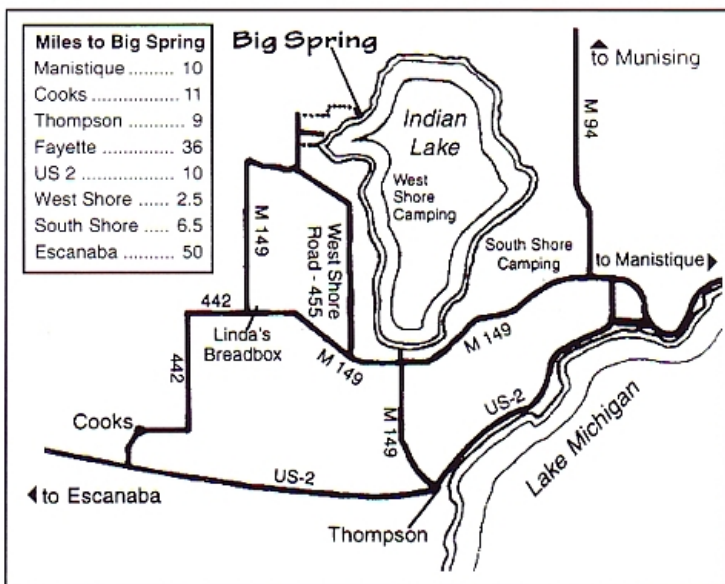 Miles to Big Spring
Manistique ......... 10
Cooks ................ 11
Thompson ........... 9
Fayette .............. 36
US 2 .................. 10
West Shore ...... 2.5
South Shore ..... 6.5
Escanaba .......... 50
Big Spring
to Munising
M 94
Indian
Lake
West
Shore
Camping
South Shore
Camping
to Manistique
M 149
West Shore
Road - 455
442
Linda's
Breadbox
M 149
M 149
442
M 149
Cooks
US-2
Lake Michigan
US-2
to Escanaba
Thompson